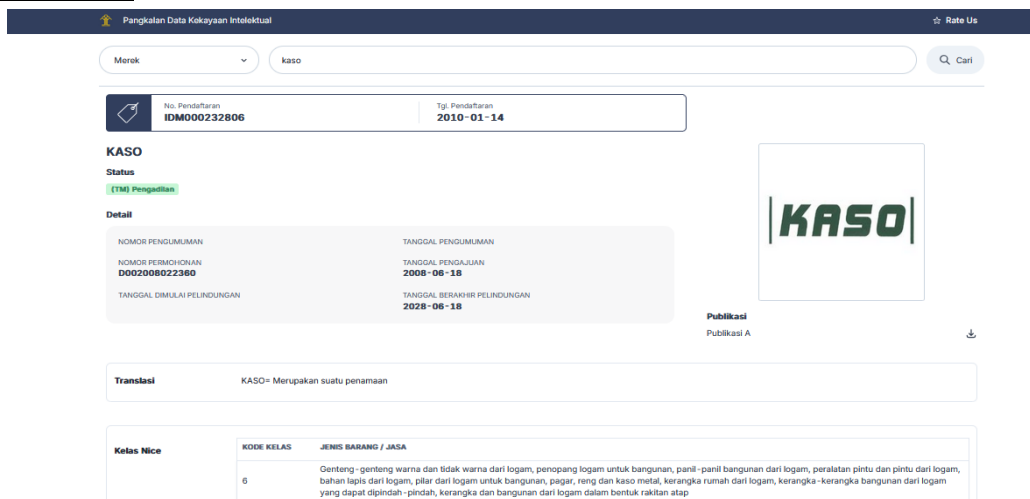 Pangkalan Data Kekayaan Intelektual
Rate Us
Merek
kaso
Cari
No. Pendaftaran
IDM000232806
Tgl. Pendaftaran
2010-01-14
KASO
Status
(TM) Pengadilan
Detail
NOMOR PENGUMUMAN
TANGGAL PENGUMUMAN
NOMOR PERMOHONAN
D002008022360
TANGGAL PENGAJUAN
2008-06-18
TANGGAL DIMULAI PELINDUNGAN
TANGGAL BERAKHIR PELINDUNGAN
2028-06-18
|KASO|
Publikasi
Publikasi A
Translasi
KASO= Merupakan suatu penamaan
Kelas Nice
KODE KELAS
JENIS BARANG / JASA
6
Genteng-genteng warna dan tidak warna dari logam, penopang logam untuk bangunan, panil-panil bangunan dari logam, peralatan pintu dan pintu dari logam,
bahan lapis dari logam, pilar dari logam untuk bangunan, pagar, reng dan kaso metal, kerangka rumah dari logam, kerangka-kerangka bangunan dari logam
yang dapat dipindah-pindah, kerangka dan bangunan dari logam dalam bentuk rakitan atap